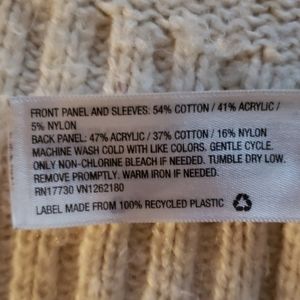 FRONT PANEL AND SLEEVES: 54% COTTON / 41% ACRYLIC /
5% NYLON
BACK PANEL: 47% ACRYLIC / 37% COTTON / 16% NYLON
MACHINE WASH COLD WITH LIKE COLORS. GENTLE CYCLE.
ONLY NON-CHLORINE BLEACH IF NEEDED. TUMBLE DRY LOW.
REMOVE PROMPTLY. WARM IRON IF NEEDED.
RN17730 VN1262180
LABEL MADE FROM 100% RECYCLED PLASTIC